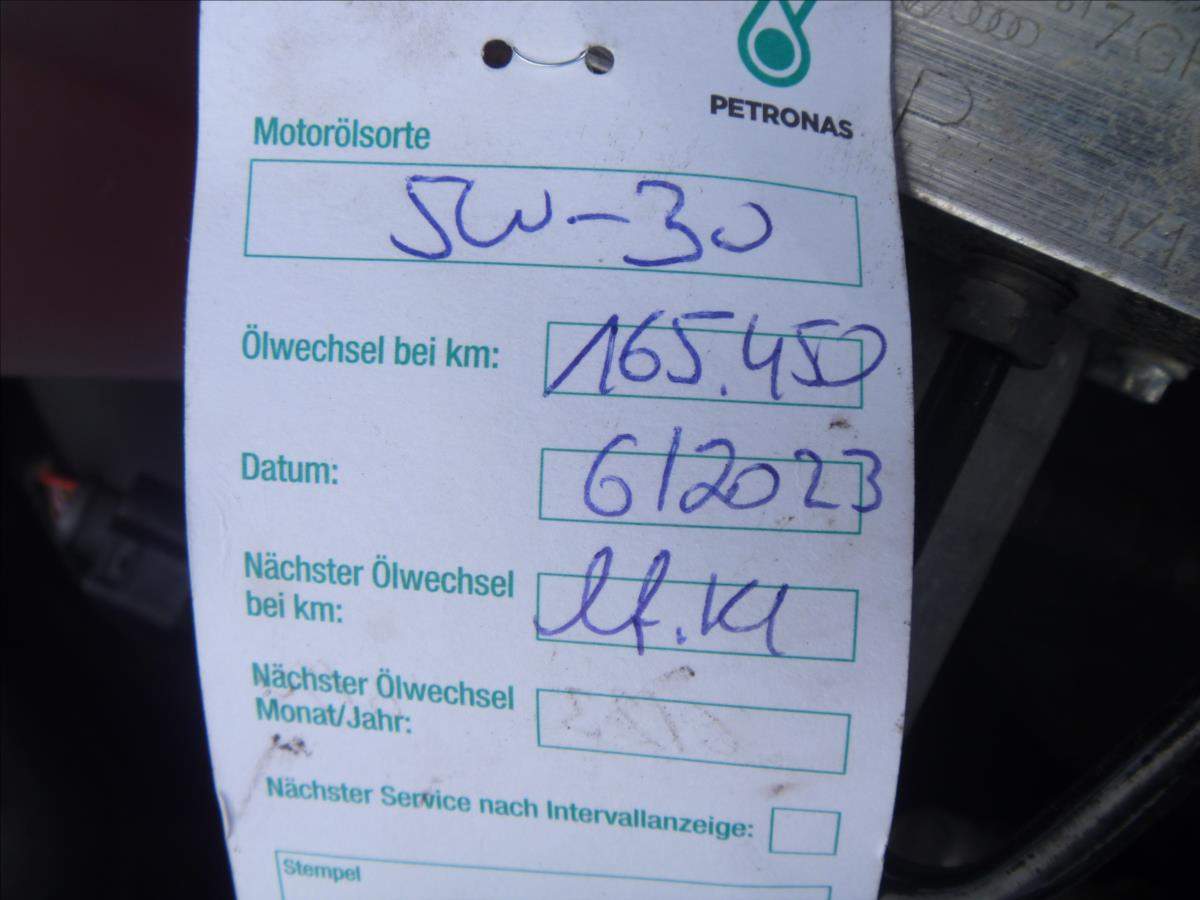 PETRONAS
Motorölsorte
5W-30
Ölwechsel bei km: 165.450
Datum: 6/2023
Nächster Ölwechsel
bei km:
Nächster Ölwechsel
Monat/Jahr:
Nächster Service nach Intervallanzeige:
Stempel